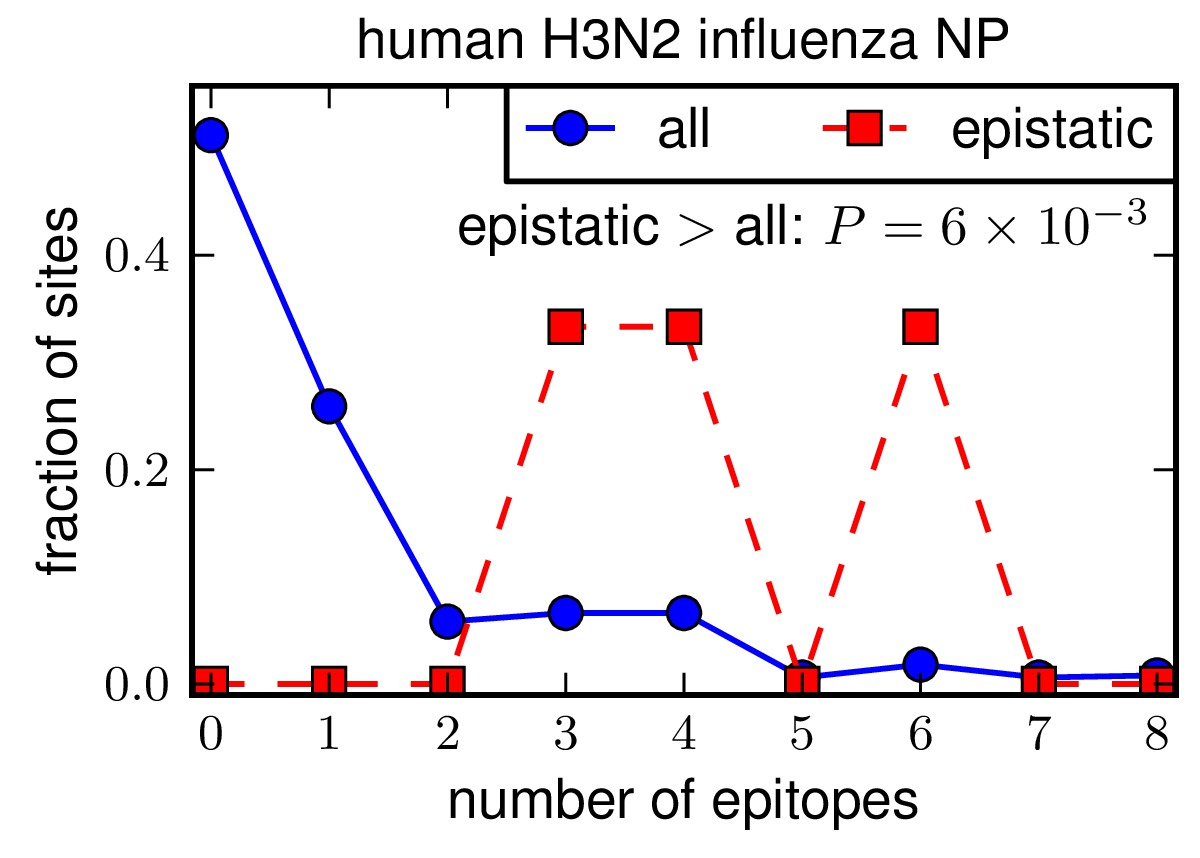 human H3N2 influenza NP
all
epistatic
epistatic > all: P = 6 × 10⁻³
fraction of sites
0.4
0.2
0.0
0 1 2 3 4 5 6 7 8
number of epitopes